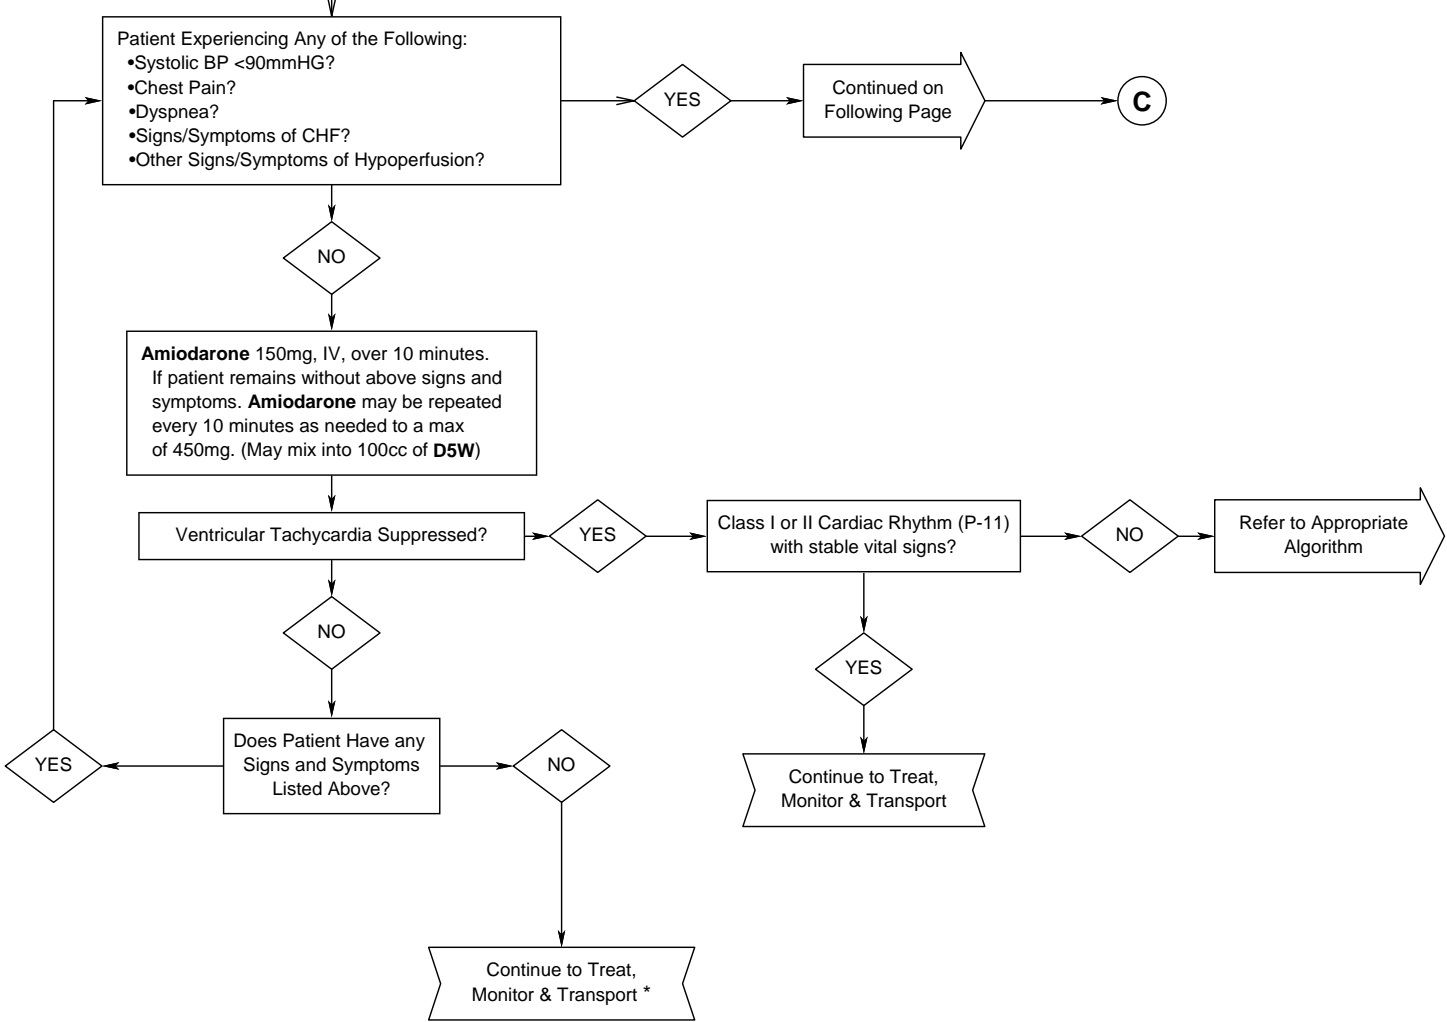 Patient Experiencing Any of the Following:
•Systolic BP <90mmHG?
•Chest Pain?
•Dyspnea?
•Signs/Symptoms of CHF?
•Other Signs/Symptoms of Hypoperfusion?
YES
Continued on
Following Page
C
NO
Amiodarone 150mg, IV, over 10 minutes.
If patient remains without above signs and
symptoms. Amiodarone may be repeated
every 10 minutes as needed to a max
of 450mg. (May mix into 100cc of D5W)
Ventricular Tachycardia Suppressed?
YES
Class I or II Cardiac Rhythm (P-11)
with stable vital signs?
NO
Refer to Appropriate
Algorithm
NO
YES
Continue to Treat,
Monitor & Transport
Does Patient Have any
Signs and Symptoms
Listed Above?
YES
NO
Continue to Treat,
Monitor & Transport *